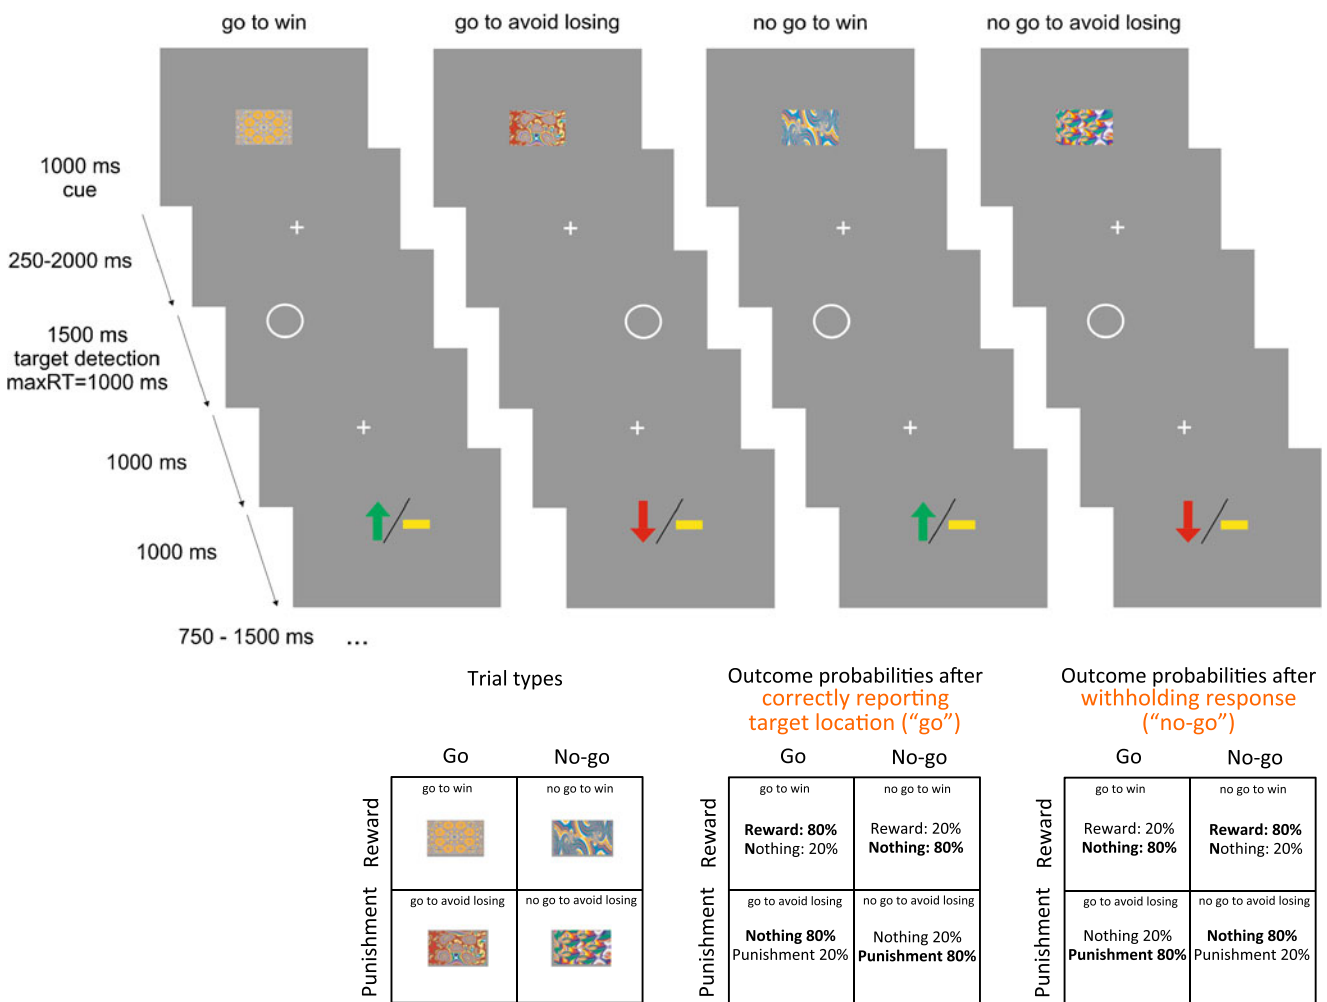 go to win
go to avoid losing
no go to win
no go to avoid losing
1000 ms
cue
250-2000 ms
1500 ms
target detection
maxRT=1000 ms
1000 ms
1000 ms
750 - 1500 ms ...
Trial types
Go
No-go
Reward
Punishment
go to win
no go to win
go to avoid losing
no go to avoid losing
Outcome probabilities after
correctly reporting
target location (“go”)
Go
No-go
Reward
Punishment
go to win
Reward: 80%
Nothing: 20%
no go to win
Reward: 20%
Nothing: 80%
go to avoid losing
Nothing 80%
Punishment 20%
no go to avoid losing
Nothing 20%
Punishment 80%
Outcome probabilities after
withholding response
(“no-go”)
Go
No-go
Reward
Punishment
go to win
Reward: 20%
Nothing: 80%
no go to win
Reward: 80%
Nothing: 20%
go to avoid losing
Nothing 20%
Punishment 80%
no go to avoid losing
Nothing 80%
Punishment 20%